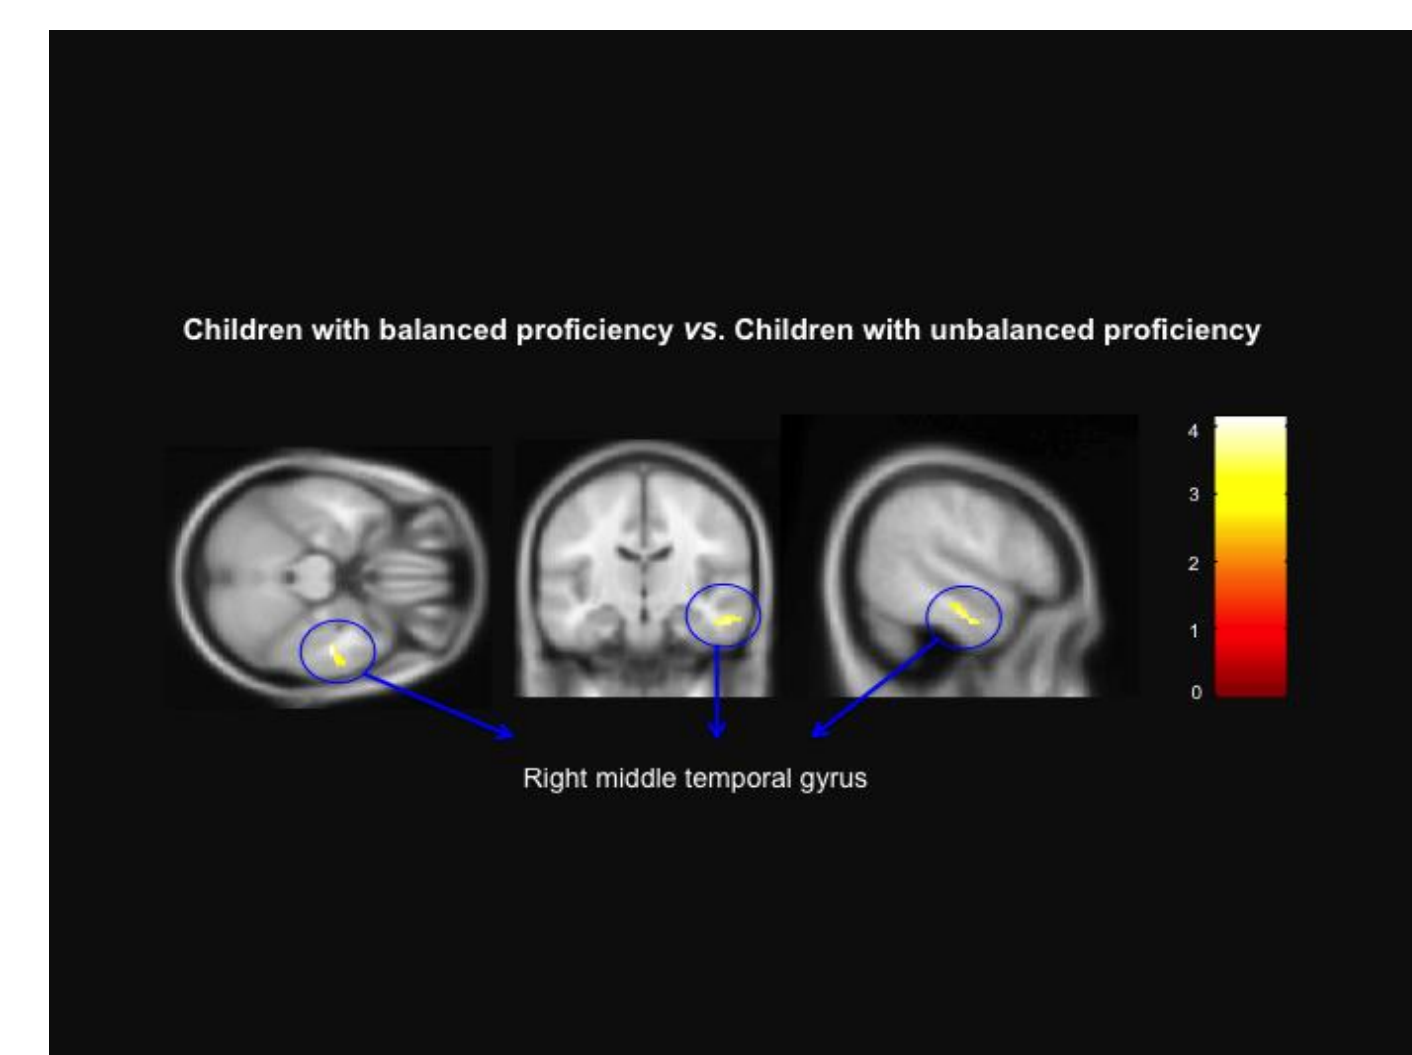 Children with balanced proficiency vs. Children with unbalanced proficiency
4
3
2
1
0
Right middle temporal gyrus